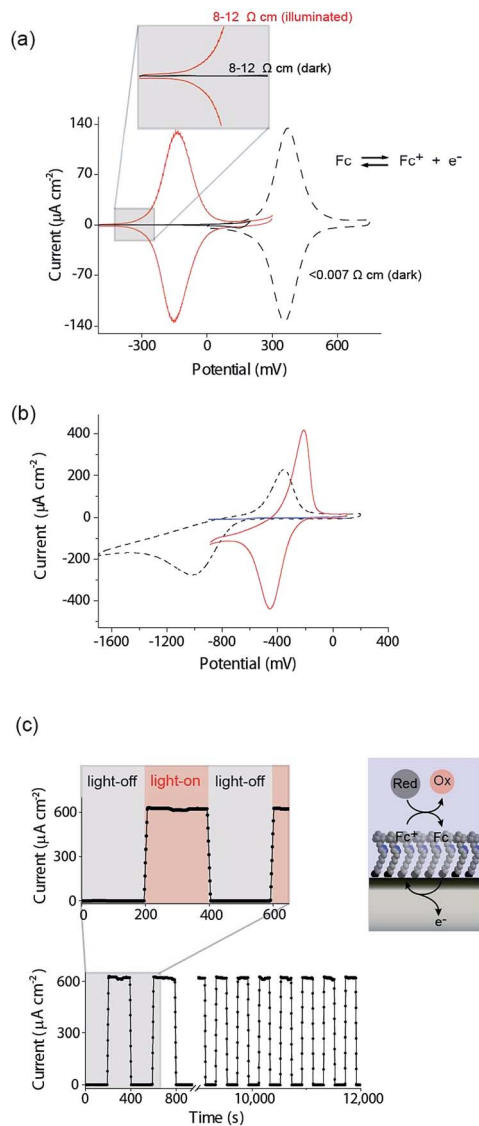 (a)
8-12 Ω cm (illuminated)
8-12 Ω cm (dark)
Current (µA cm⁻²)
140
70
0
-70
-140
Fc ⇌ Fc⁺ + e⁻
<0.007 Ω cm (dark)
-300 0 300 600
Potential (mV)
(b)
Current (µA cm⁻²)
400
200
0
-200
-400
-1600 -1200 -800 -400 0 400
Potential (mV)
(c)
light-off light-on light-off
Current (µA cm⁻²)
600
300
0
0 200 400 600
Red Ox
Fc⁺ Fc
e⁻
Current (µA cm⁻²)
600
300
0
0 400 800 10,000 12,000
Time (s)